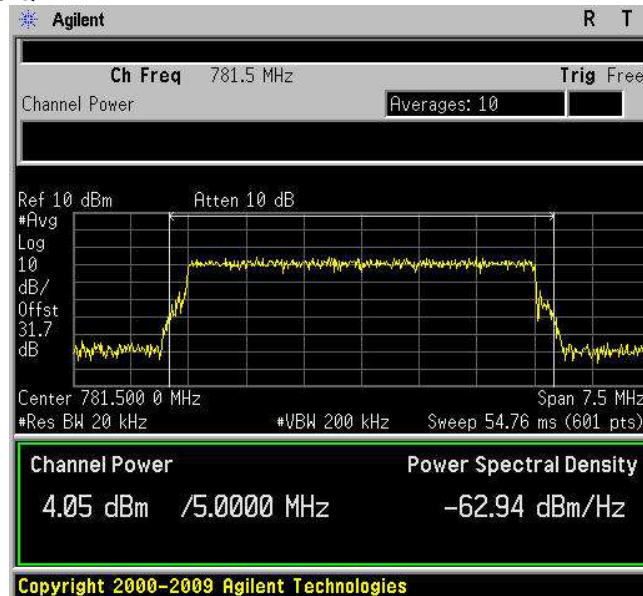 Agilent R T
Ch Freq 781.5 MHz Trig Free
Channel Power Averages: 10
Ref 10 dBm Atten 10 dB
#Avg
Log
10
dB/
Offst
31.7
dB
Center 781.500 0 MHz Span 7.5 MHz
#Res BW 20 kHz #VBW 200 kHz Sweep 54.76 ms (601 pts)
Channel Power Power Spectral Density
4.05 dBm /5.0000 MHz -62.94 dBm/Hz
Copyright 2000-2009 Agilent Technologies